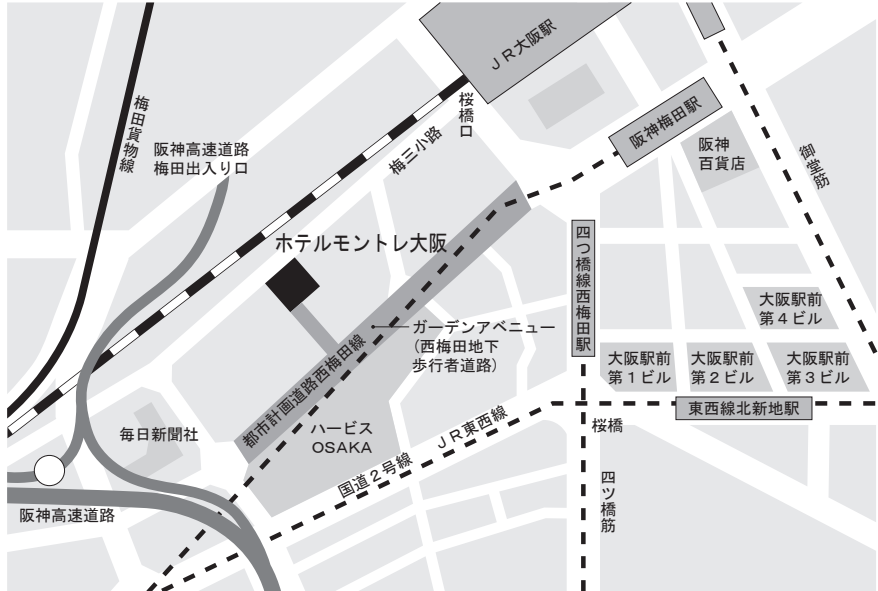 JR大阪駅
桜橋口
梅三小路
梅田貨物線
阪神高速道路
梅田出入り口
阪神梅田駅
阪神
百貨店
御堂筋
ホテルモントレ大阪
四つ橋線西梅田駅
大阪駅前
第4ビル
ガーデンアベニュー
(西梅田地下
歩行者道路)
大阪駅前
第1ビル
大阪駅前
第2ビル
大阪駅前
第3ビル
都市計画道路西梅田線
東西線北新地駅
毎日新聞社
ハービス
OSAKA
JR東西線
国道2号線
桜橋
四ツ橋筋
阪神高速道路